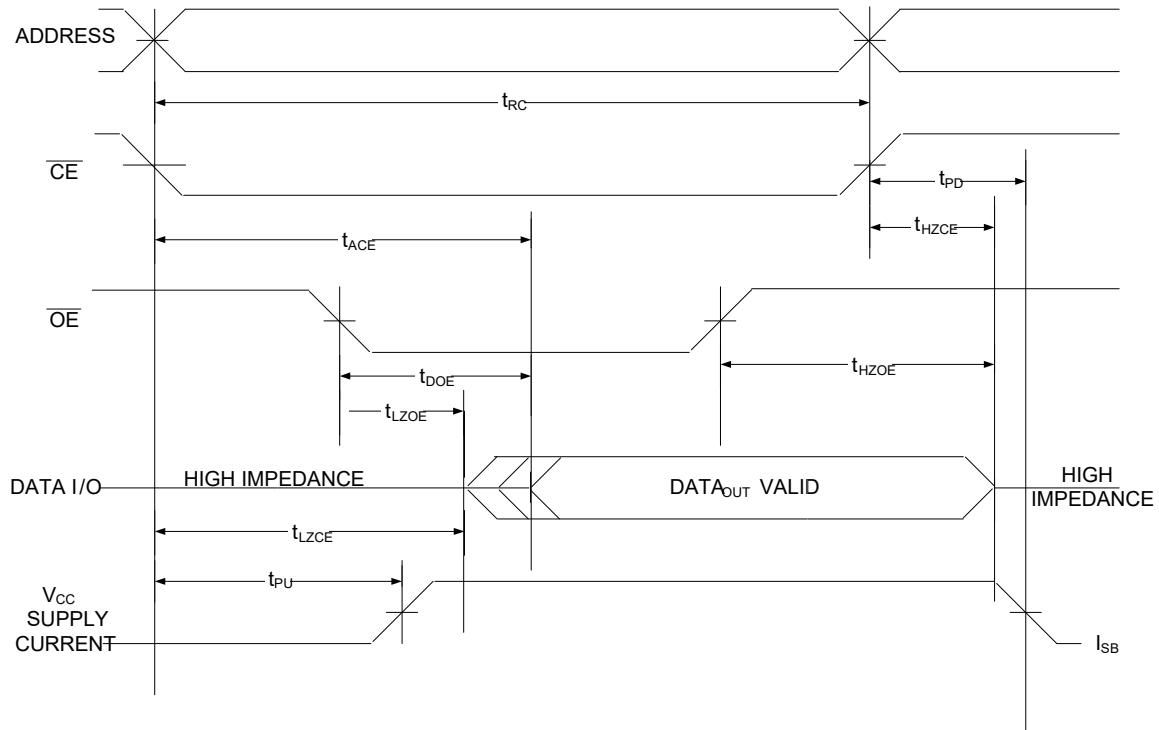 ADDRESS
tRC
CE
tPD
tHZCE
tACE
OE
tHZOE
tDOE
tLZOE
DATA I/O
HIGH IMPEDANCE
DATAOUT VALID
HIGH
IMPEDANCE
tLZCE
tPU
VCC
SUPPLY
CURRENT
ISB